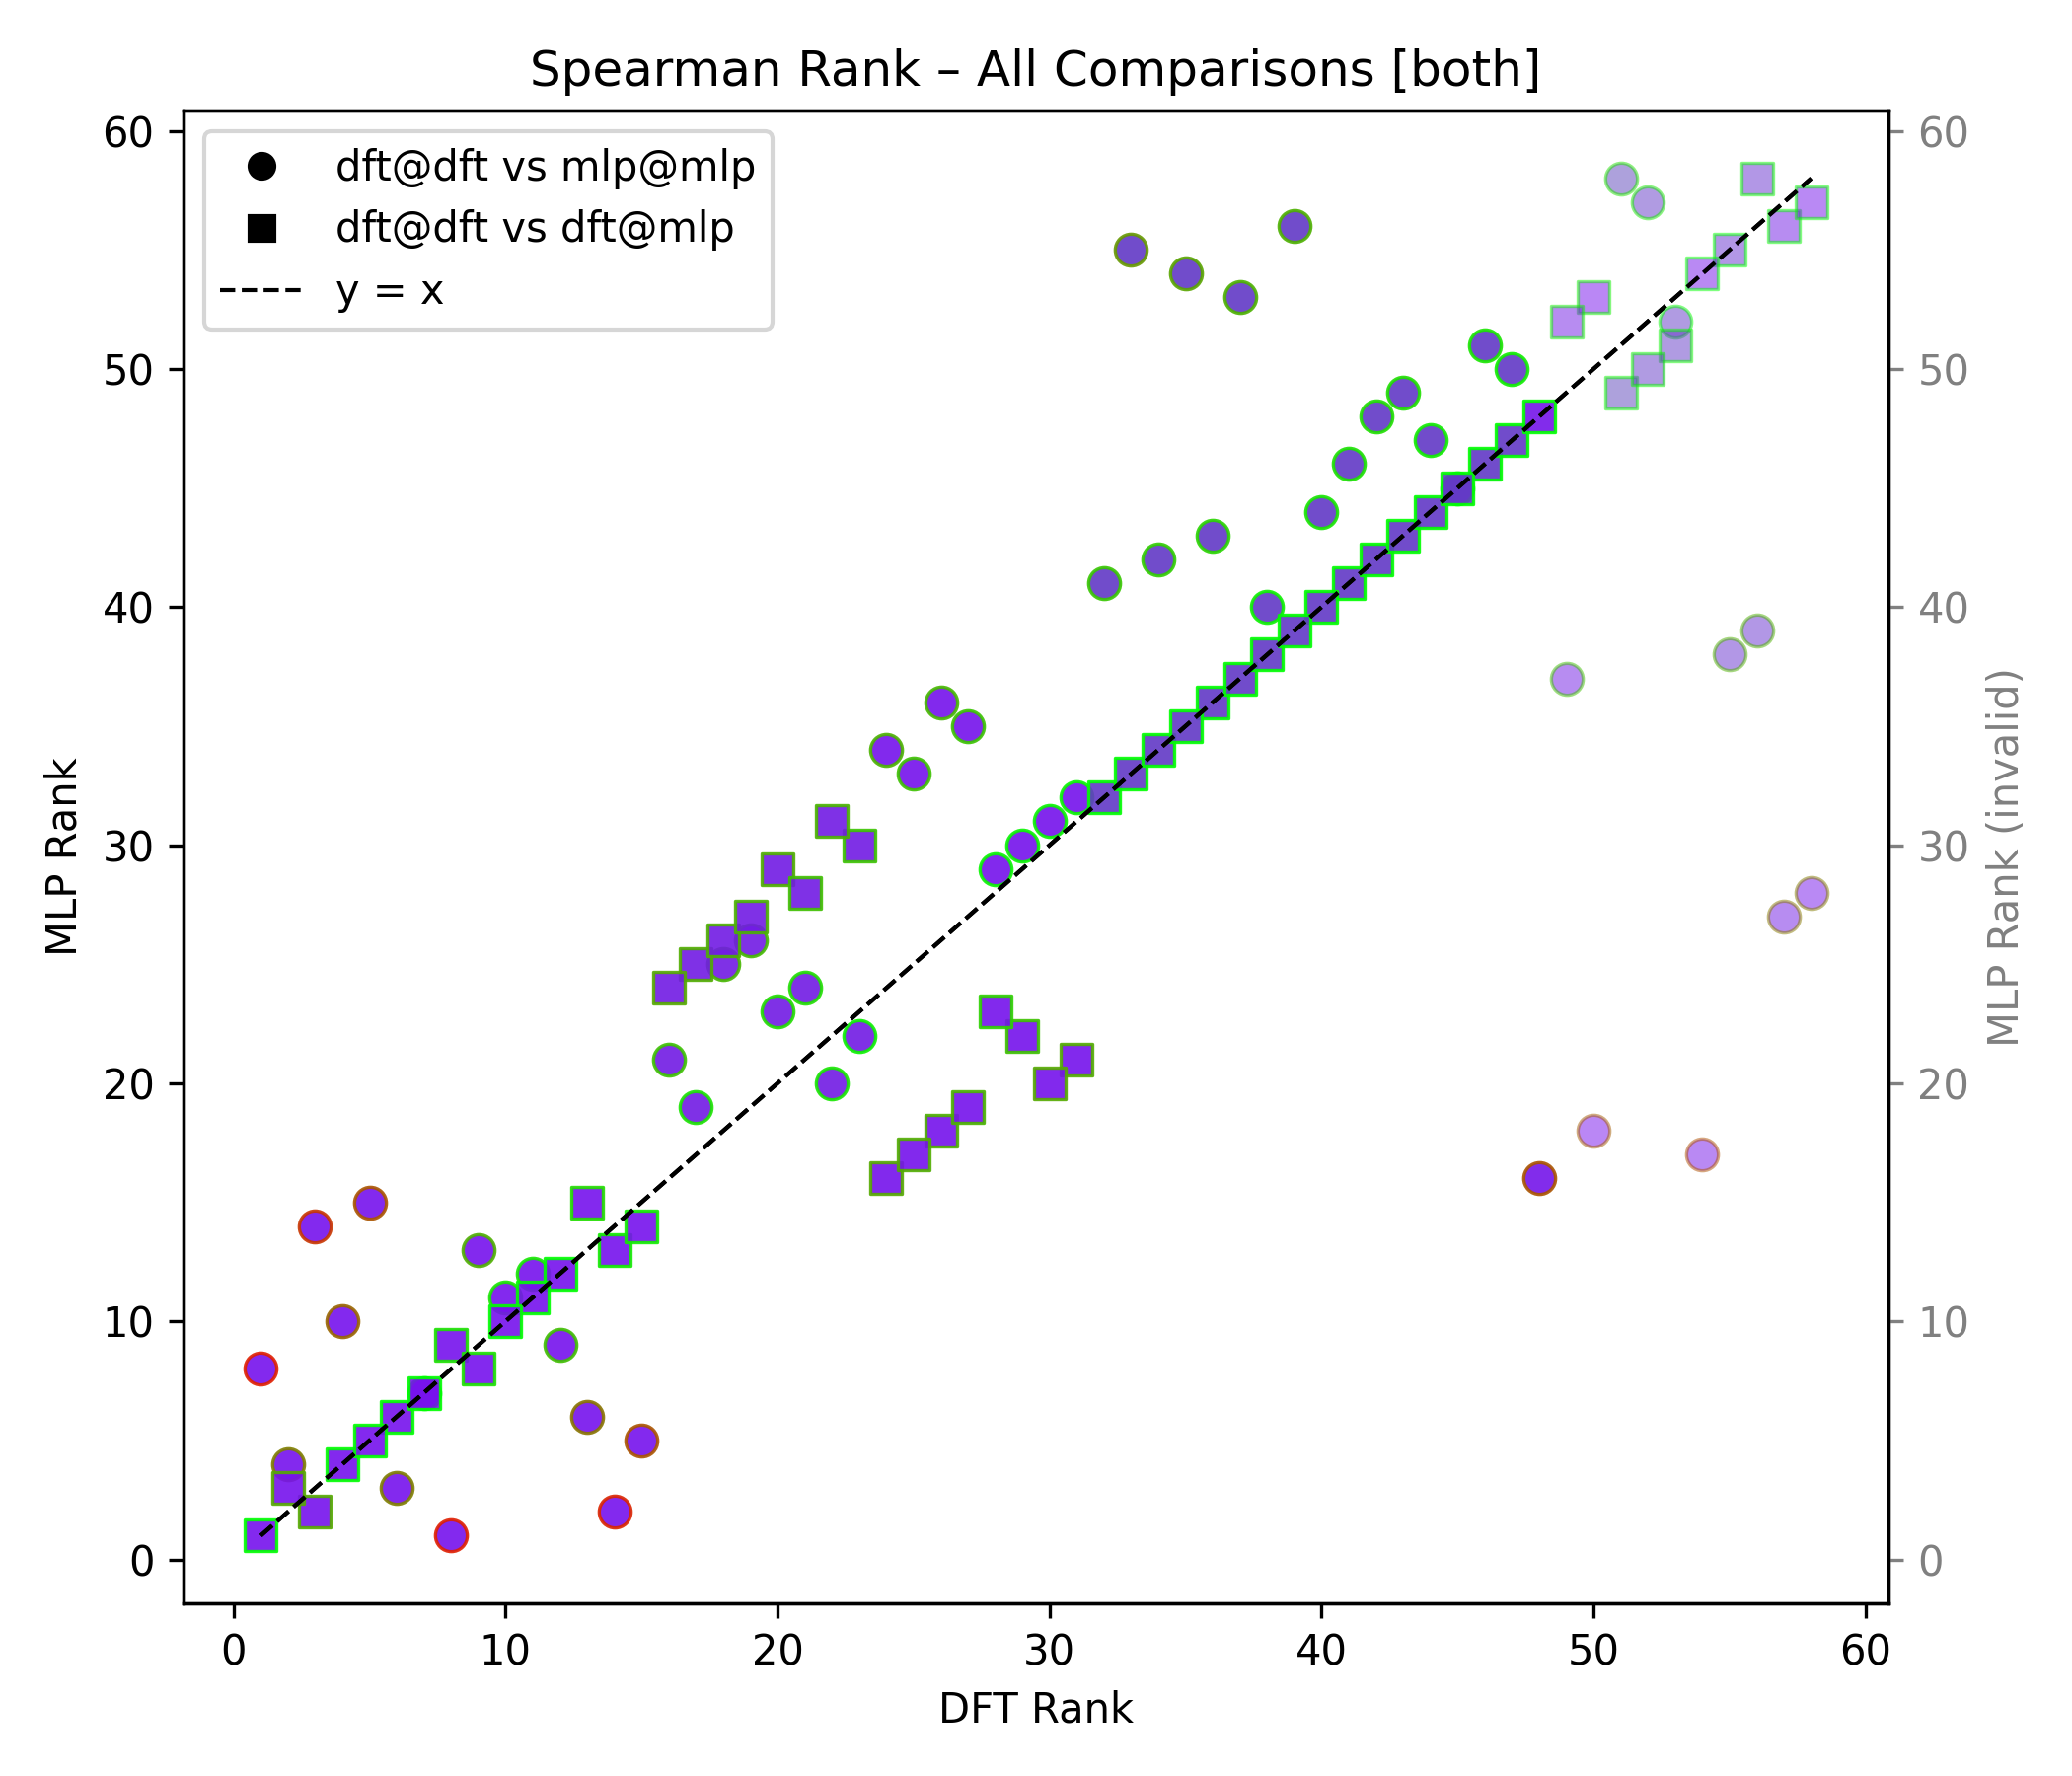 Spearman Rank – All Comparisons [both]
dft@dft vs mlp@mlp
dft@dft vs dft@mlp
y = x
MLP Rank
60
50
40
30
20
10
0
60
50
40
30
20
10
0
MLP Rank (invalid)
0 10 20 30 40 50 60
DFT Rank